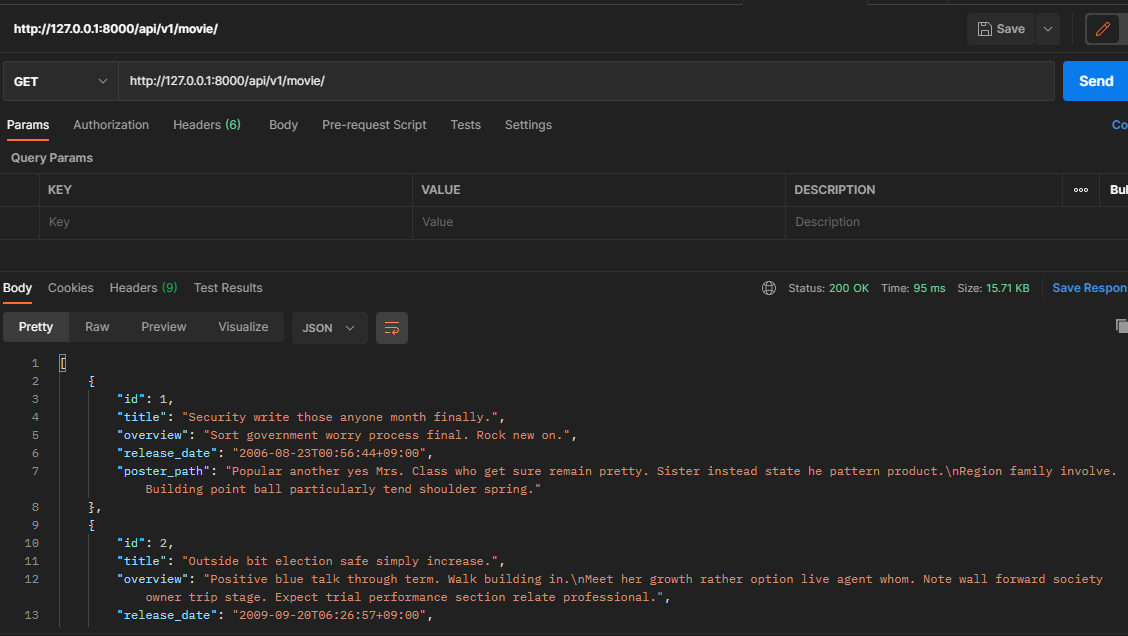 http://127.0.0.1:8000/api/v1/movie/
Save
GET
http://127.0.0.1:8000/api/v1/movie/
Send
Params Authorization Headers (6) Body Pre-request Script Tests Settings Co
Query Params
KEY VALUE DESCRIPTION ooo Bul
Key Value Description
Body Cookies Headers (9) Test Results Status: 200 OK Time: 95 ms Size: 15.71 KB Save Respon
Pretty Raw Preview Visualize JSON
1 [
2 {
3 "id": 1,
4 "title": "Security write those anyone month finally.",
5 "overview": "Sort government worry process final. Rock new on.",
6 "release_date": "2006-08-23T00:56:44+09:00",
7 "poster_path": "Popular another yes Mrs. Class who get sure remain pretty. Sister instead state he pattern product.\nRegion family involve.
Building point ball particularly tend shoulder spring."
8 },
9 {
10 "id": 2,
11 "title": "Outside bit election safe simply increase.",
12 "overview": "Positive blue talk through term. Walk building in.\nMeet her growth rather option live agent whom. Note wall forward society
owner trip stage. Expect trial performance section relate professional.",
13 "release_date": "2009-09-20T06:26:57+09:00",